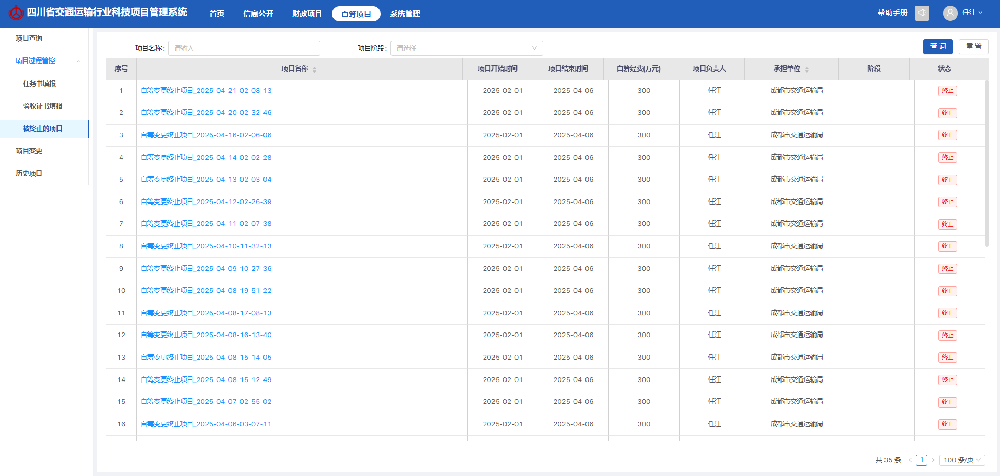 四川省交通运输行业科技项目管理系统 首页 信息公开 财政项目 自筹项目 系统管理 帮助手册 任江
项目查询
项目过程管控
任务书填报
验收证书填报
被终止的项目
项目变更
历史项目
项目名称: 请输入 项目阶段: 请选择 查 询 重 置
序号 项目名称 项目开始时间 项目结束时间 自筹经费(万元) 项目负责人 承担单位 阶段 状态
1 自筹变更终止项目_2025-04-21-02-08-13 2025-02-01 2025-04-06 300 任江 成都市交通运输局 终止
2 自筹变更终止项目_2025-04-20-02-32-46 2025-02-01 2025-04-06 300 任江 成都市交通运输局 终止
3 自筹变更终止项目_2025-04-16-02-06-06 2025-02-01 2025-04-06 300 任江 成都市交通运输局 终止
4 自筹变更终止项目_2025-04-14-02-02-28 2025-02-01 2025-04-06 300 任江 成都市交通运输局 终止
5 自筹变更终止项目_2025-04-13-02-03-04 2025-02-01 2025-04-06 300 任江 成都市交通运输局 终止
6 自筹变更终止项目_2025-04-12-02-26-39 2025-02-01 2025-04-06 300 任江 成都市交通运输局 终止
7 自筹变更终止项目_2025-04-11-02-07-38 2025-02-01 2025-04-06 300 任江 成都市交通运输局 终止
8 自筹变更终止项目_2025-04-10-11-32-13 2025-02-01 2025-04-06 300 任江 成都市交通运输局 终止
9 自筹变更终止项目_2025-04-09-10-27-36 2025-02-01 2025-04-06 300 任江 成都市交通运输局 终止
10 自筹变更终止项目_2025-04-08-19-51-22 2025-02-01 2025-04-06 300 任江 成都市交通运输局 终止
11 自筹变更终止项目_2025-04-08-17-08-13 2025-02-01 2025-04-06 300 任江 成都市交通运输局 终止
12 自筹变更终止项目_2025-04-08-16-13-40 2025-02-01 2025-04-06 300 任江 成都市交通运输局 终止
13 自筹变更终止项目_2025-04-08-15-14-05 2025-02-01 2025-04-06 300 任江 成都市交通运输局 终止
14 自筹变更终止项目_2025-04-08-15-12-49 2025-02-01 2025-04-06 300 任江 成都市交通运输局 终止
15 自筹变更终止项目_2025-04-07-02-55-02 2025-02-01 2025-04-06 300 任江 成都市交通运输局 终止
16 自筹变更终止项目_2025-04-06-03-07-11 2025-02-01 2025-04-06 300 任江 成都市交通运输局 终止
共 35 条 < 1 > 100 条/页